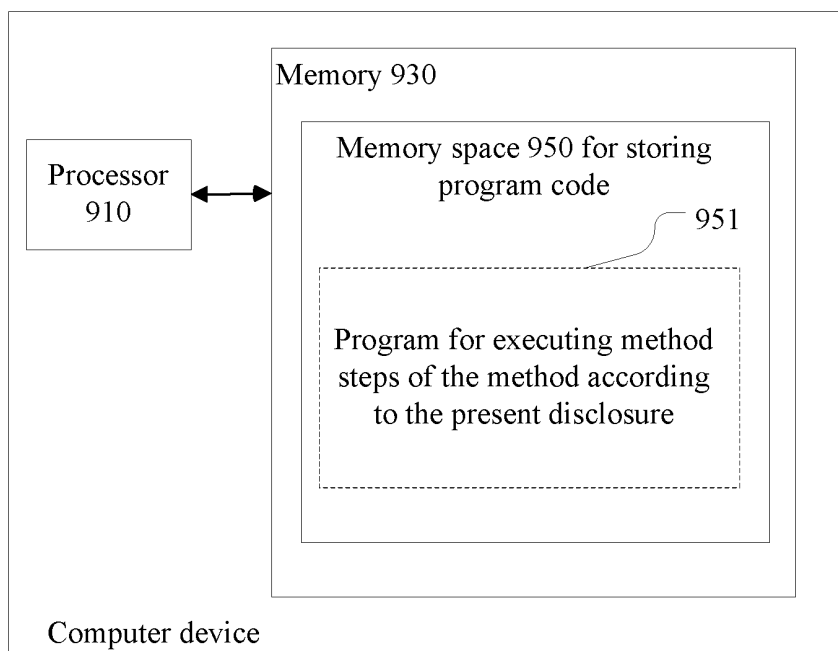 Memory 930
Processor
910
Memory space 950 for storing
program code
951
Program for executing method
steps of the method according
to the present disclosure
Computer device